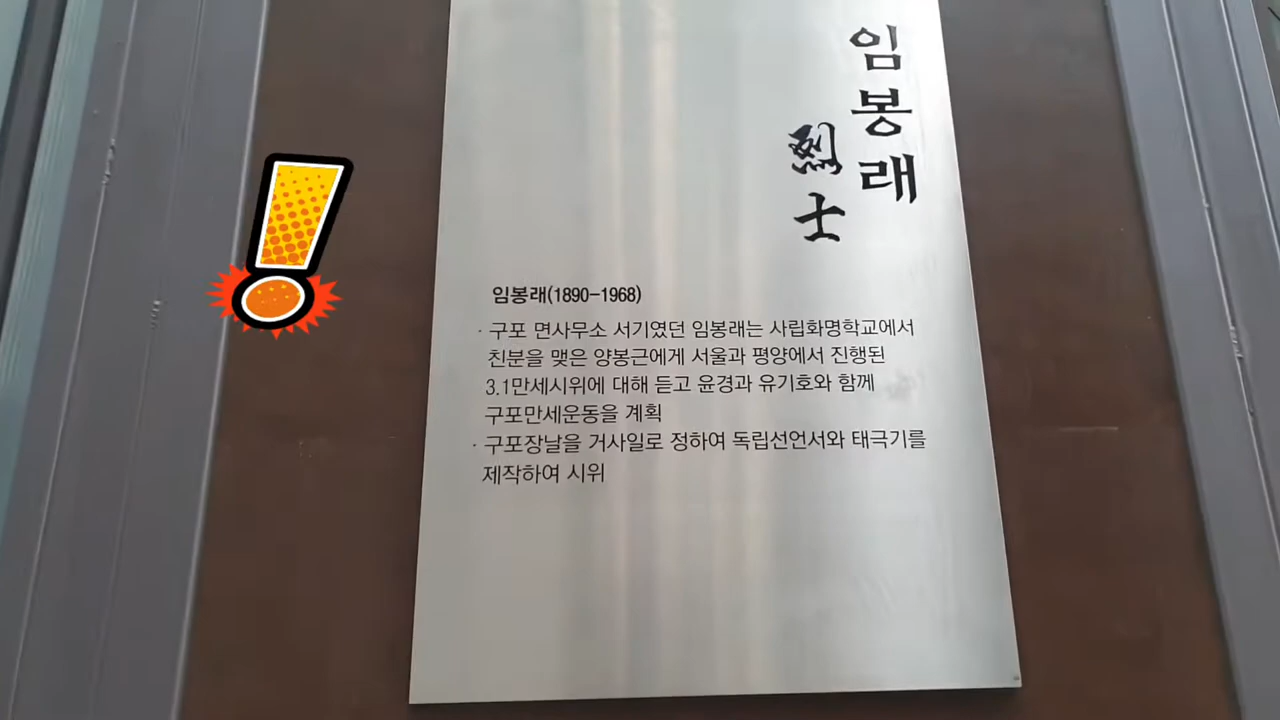 임봉래
烈士
임봉래(1890-1968)
· 구포 면사무소 서기였던 임봉래는 사립화명학교에서
친분을 맺은 양봉근에게 서울과 평양에서 진행된
3.1만세시위에 대해 듣고 윤경과 유기호와 함께
구포만세운동을 계획
· 구포장날을 거사일로 정하여 독립선언서와 태극기를
제작하여 시위